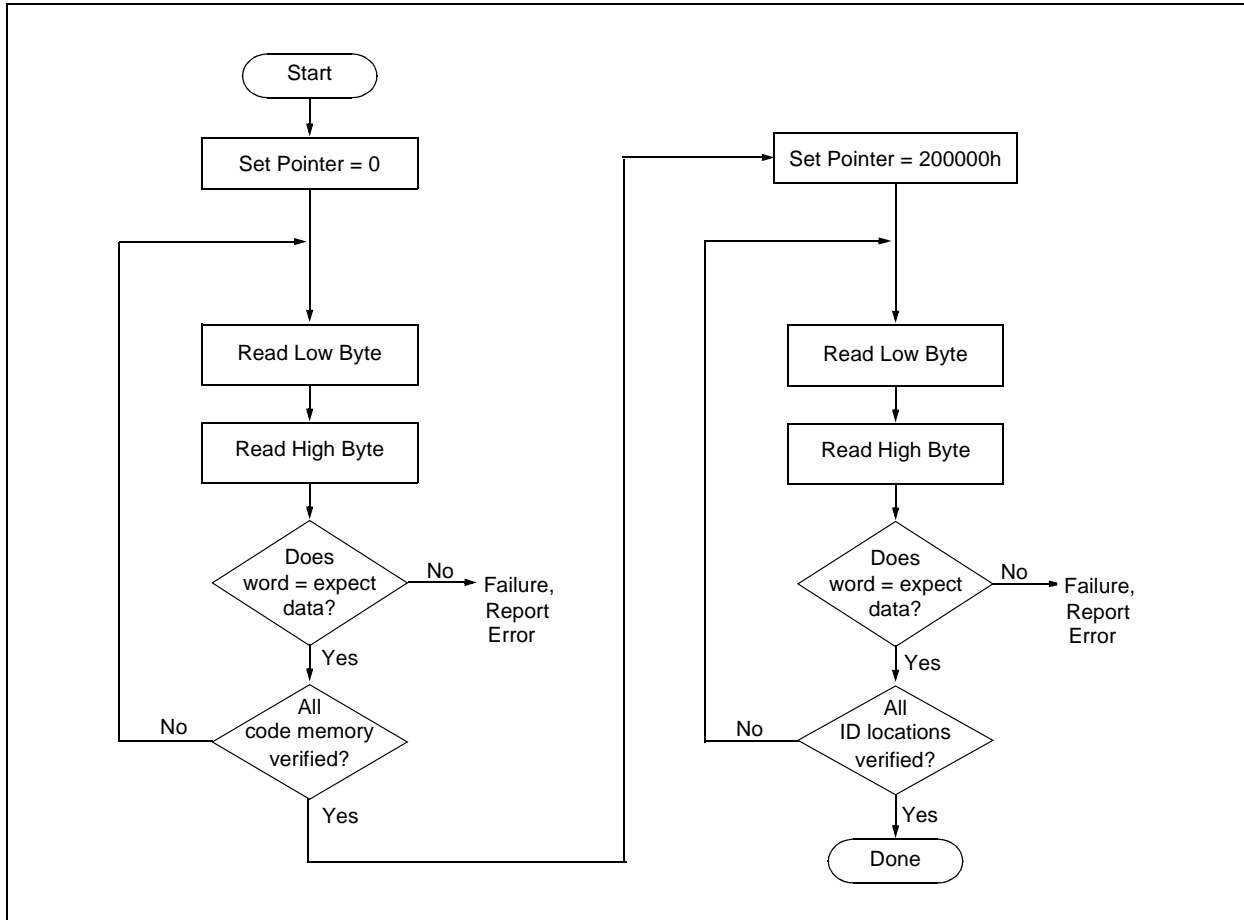 Start
Set Pointer = 0
Read Low Byte
Read High Byte
Does
word = expect
data?
No
Failure,
Report
Error
Yes
All
code memory
verified?
No
Yes
Set Pointer = 200000h
Read Low Byte
Read High Byte
Does
word = expect
data?
No
Failure,
Report
Error
Yes
All
ID locations
verified?
No
Yes
Done